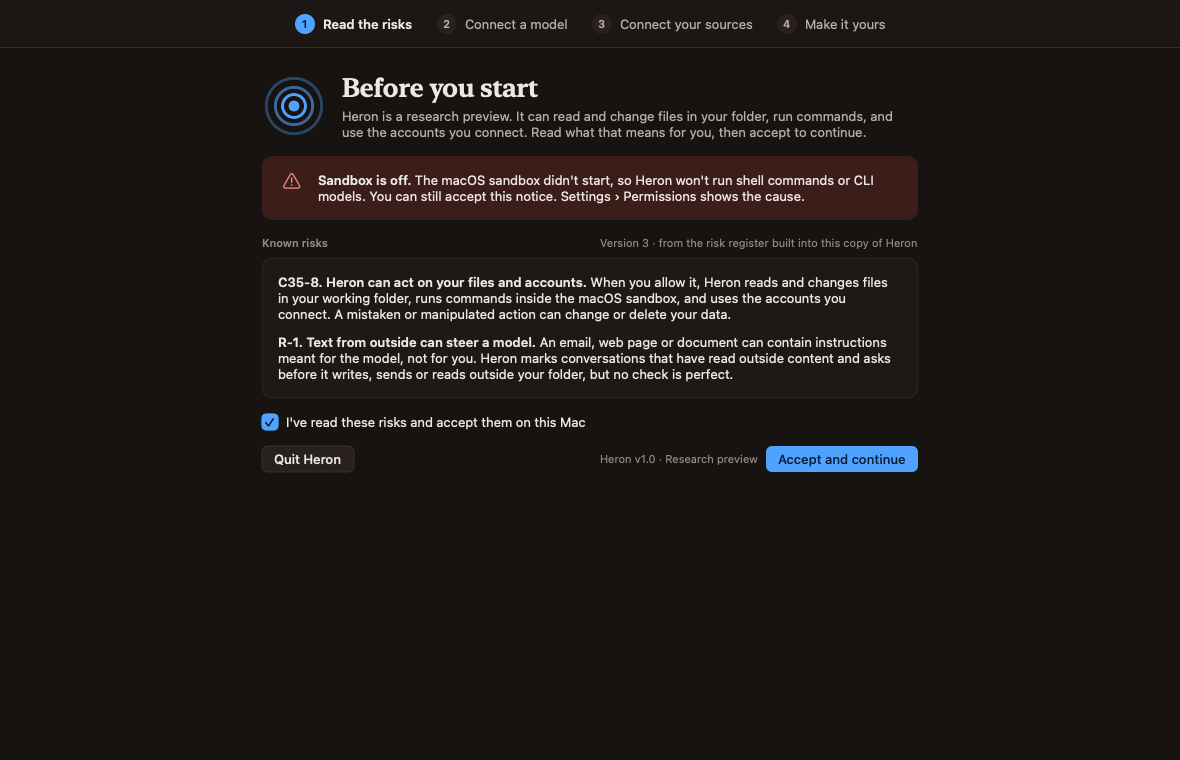 1 Read the risks 2 Connect a model 3 Connect your sources 4 Make it yours
Before you start
Heron is a research preview. It can read and change files in your folder, run commands, and
use the accounts you connect. Read what that means for you, then accept to continue.
Sandbox is off. The macOS sandbox didn't start, so Heron won't run shell commands or CLI
models. You can still accept this notice. Settings › Permissions shows the cause.
Known risks Version 3 · from the risk register built into this copy of Heron
C35-8. Heron can act on your files and accounts. When you allow it, Heron reads and changes files
in your working folder, runs commands inside the macOS sandbox, and uses the accounts you
connect. A mistaken or manipulated action can change or delete your data.
R-1. Text from outside can steer a model. An email, web page or document can contain instructions
meant for the model, not for you. Heron marks conversations that have read outside content and asks
before it writes, sends or reads outside your folder, but no check is perfect.
I've read these risks and accept them on this Mac
Quit Heron Heron v1.0 · Research preview Accept and continue